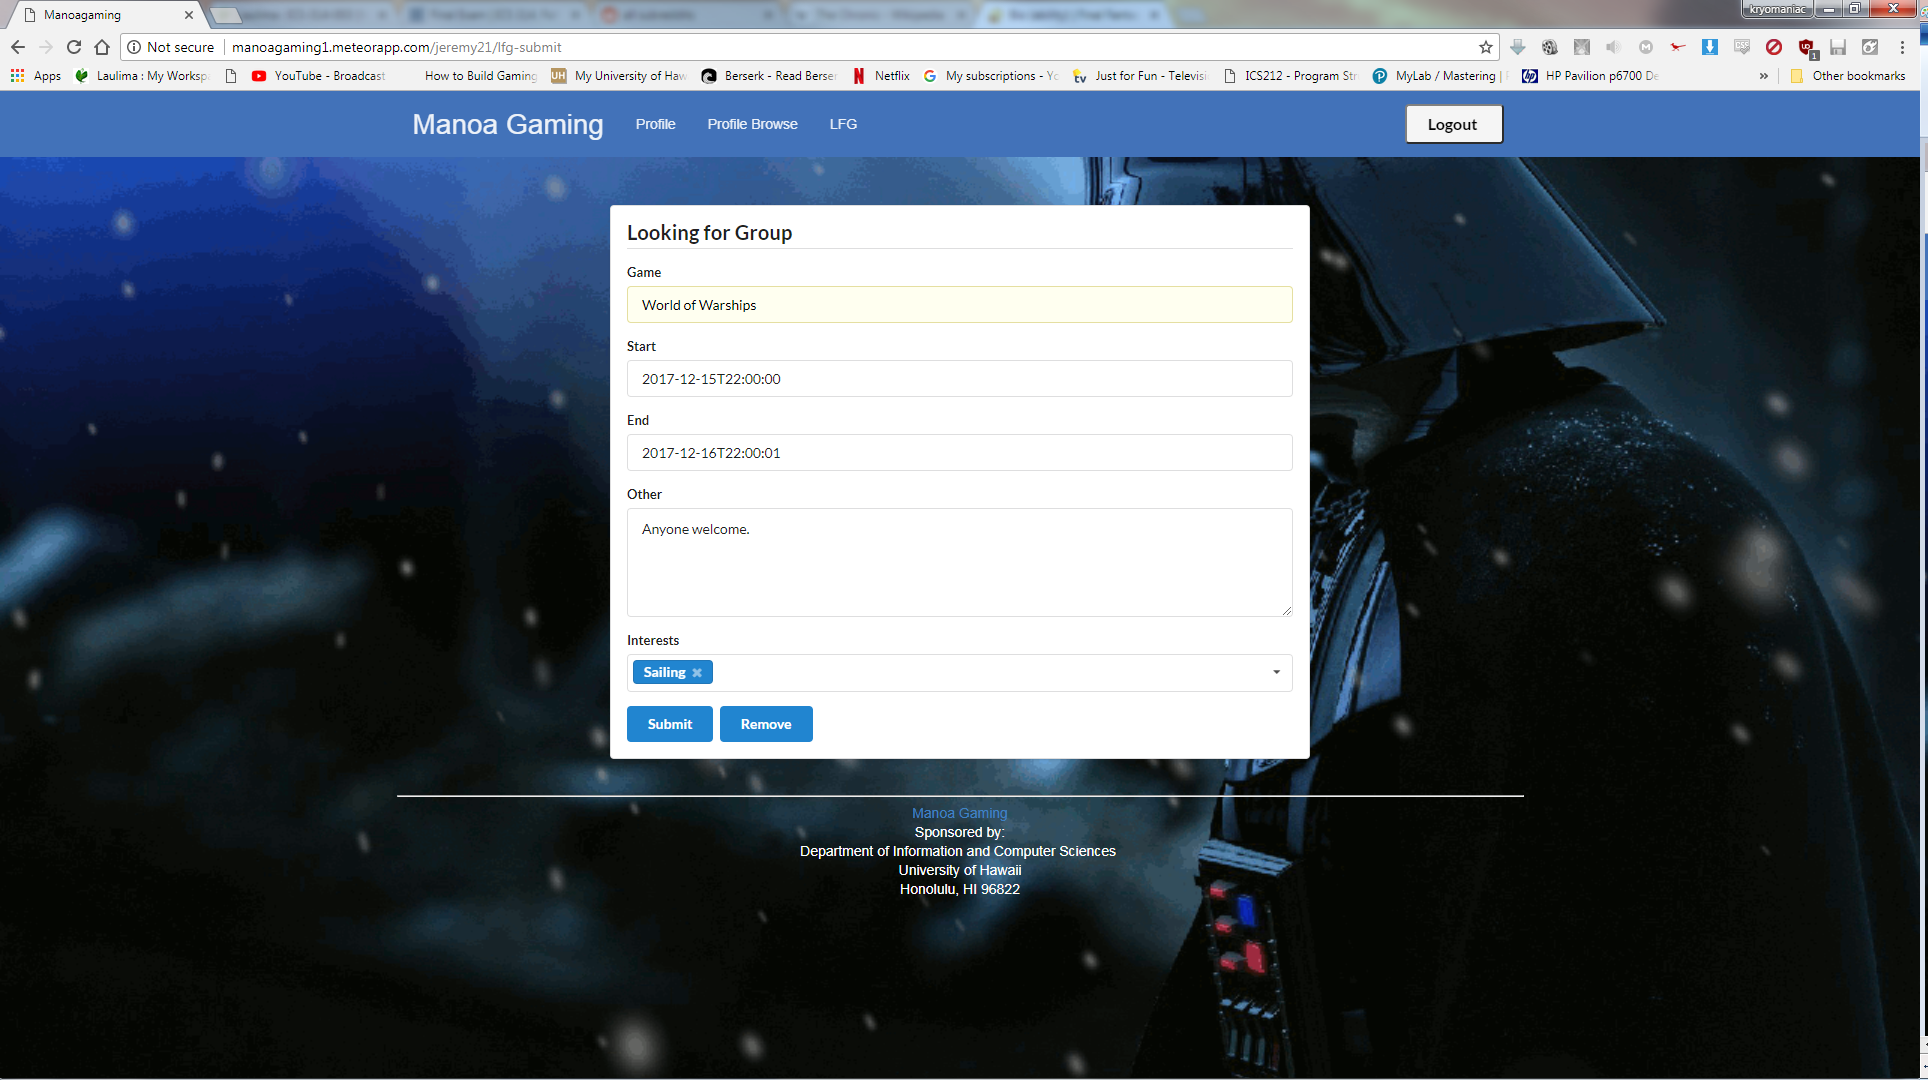 Manoagaming
kryomaniac
Not secure manoagaming1.meteorapp.com/jeremy21/lfg-submit
Apps Laulima : My Worksp YouTube - Broadcast How to Build Gaming My University of Haw Berserk - Read Berser Netflix My subscriptions - Yo Just for Fun - Televisi ICS212 - Program Str MyLab / Mastering | HP Pavilion p6700 De » Other bookmarks
Manoa Gaming Profile Profile Browse LFG Logout
Looking for Group
Game
World of Warships
Start
2017-12-15T22:00:00
End
2017-12-16T22:00:01
Other
Anyone welcome.
Interests
Sailing
Submit Remove
Manoa Gaming
Sponsored by:
Department of Information and Computer Sciences
University of Hawaii
Honolulu, HI 96822